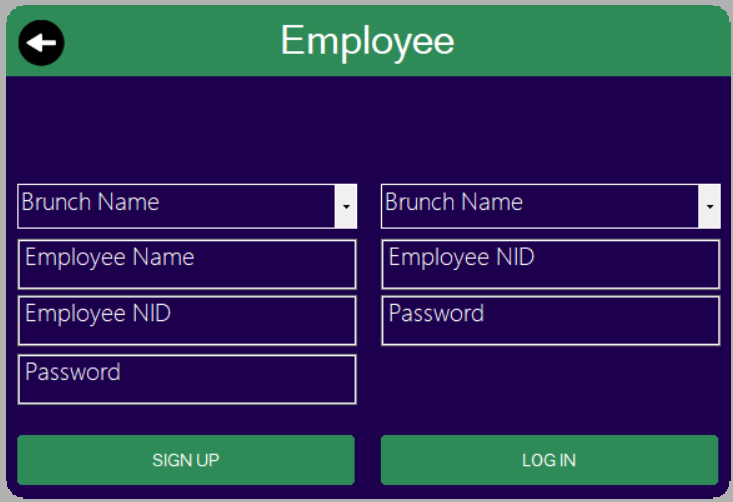 Employee
Brunch Name
Employee Name
Employee NID
Password
SIGN UP
Brunch Name
Employee NID
Password
LOG IN